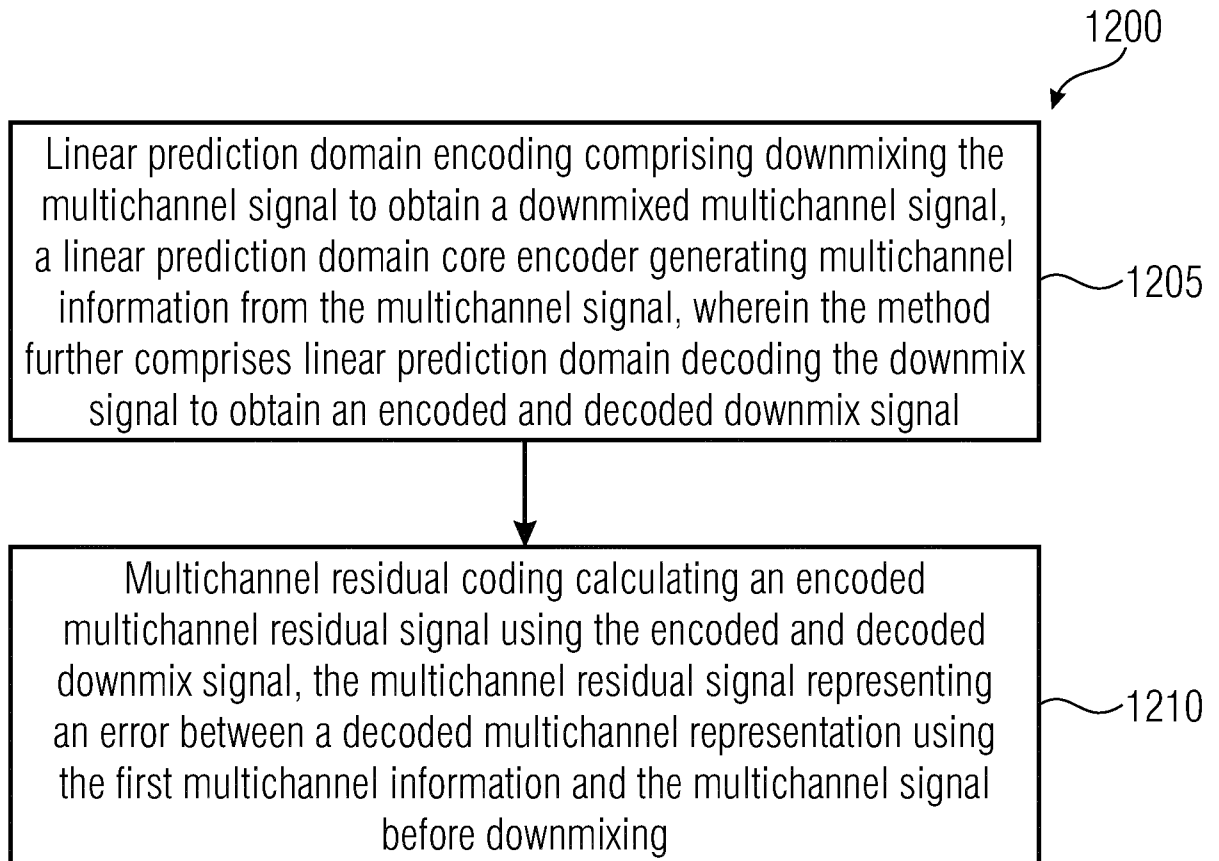 1200
Linear prediction domain encoding comprising downmixing the
multichannel signal to obtain a downmixed multichannel signal,
a linear prediction domain core encoder generating multichannel
information from the multichannel signal, wherein the method
further comprises linear prediction domain decoding the downmix
signal to obtain an encoded and decoded downmix signal
1205
Multichannel residual coding calculating an encoded
multichannel residual signal using the encoded and decoded
downmix signal, the multichannel residual signal representing
an error between a decoded multichannel representation using
the first multichannel information and the multichannel signal
before downmixing
1210